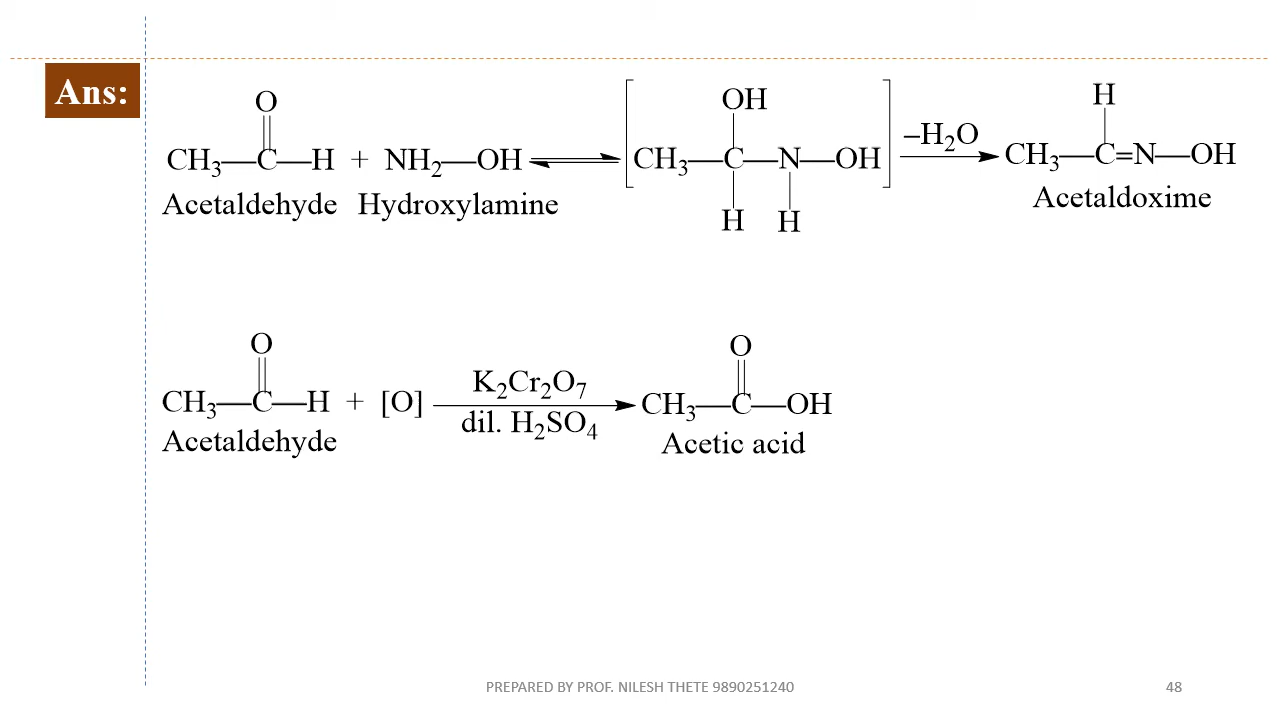 Ans:
O OH H
CH3—C—H + NH2—OH ⇌ [CH3—C—N—OH] –H2O → CH3—C=N—OH
Acetaldehyde Hydroxylamine H H Acetaldoxime
O O
CH3—C—H + [O] K2Cr2O7 → CH3—C—OH
dil. H2SO4
Acetaldehyde Acetic acid
PREPARED BY PROF. NILESH THETE 9890251240 48